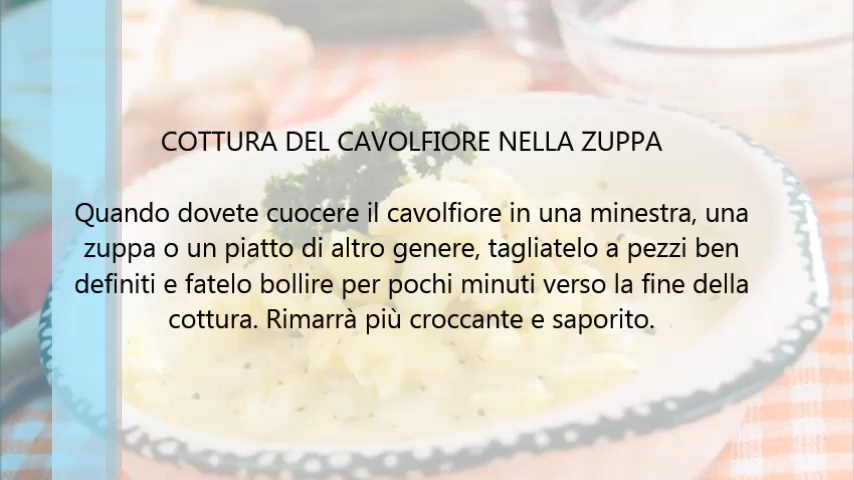 COTTURA DEL CAVOLFIORE NELLA ZUPPA
Quando dovete cuocere il cavolfiore in una minestra, una
zuppa o un piatto di altro genere, tagliatelo a pezzi ben
definiti e fatelo bollire per pochi minuti verso la fine della
cottura. Rimarrà più croccante e saporito.